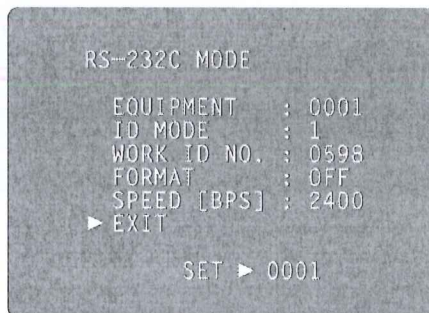 RS-232C MODE
EQUIPMENT : 0001
ID MODE : 1
WORK ID NO. : 0598
FORMAT : OFF
SPEED [BPS] : 2400
▶ EXIT
SET ▶ 0001